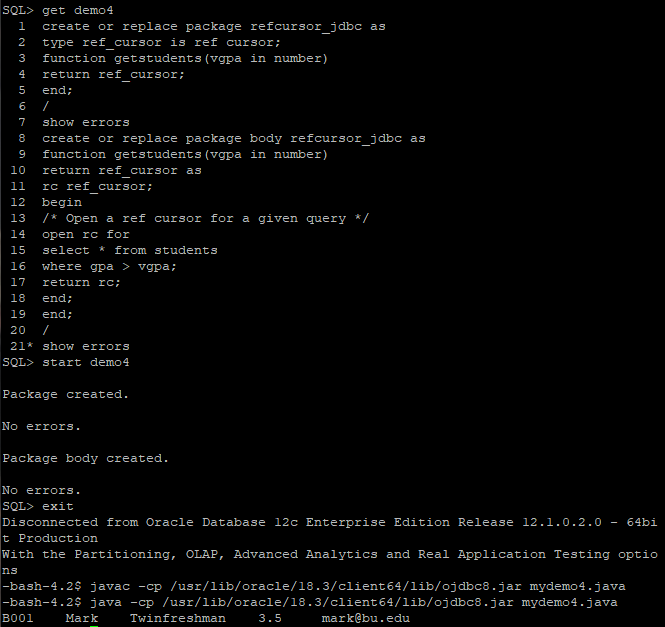 SQL> get demo4
1 create or replace package refcursor_jdbc as
2 type ref_cursor is ref cursor;
3 function getstudents(vgpa in number)
4 return ref_cursor;
5 end;
6 /
7 show errors
8 create or replace package body refcursor_jdbc as
9 function getstudents(vgpa in number)
10 return ref_cursor as
11 rc ref_cursor;
12 begin
13 /* Open a ref cursor for a given query */
14 open rc for
15 select * from students
16 where gpa > vgpa;
17 return rc;
18 end;
19 end;
20 /
21* show errors
SQL> start demo4
Package created.
No errors.
Package body created.
No errors.
SQL> exit
Disconnected from Oracle Database 12c Enterprise Edition Release 12.1.0.2.0 - 64bi
t Production
With the Partitioning, OLAP, Advanced Analytics and Real Application Testing optio
ns
-bash-4.2$ javac -cp /usr/lib/oracle/18.3/client64/lib/ojdbc8.jar mydemo4.java
-bash-4.2$ java -cp /usr/lib/oracle/18.3/client64/lib/ojdbc8.jar mydemo4.java
B001 Mark Twinfreshman 3.5 mark@bu.edu